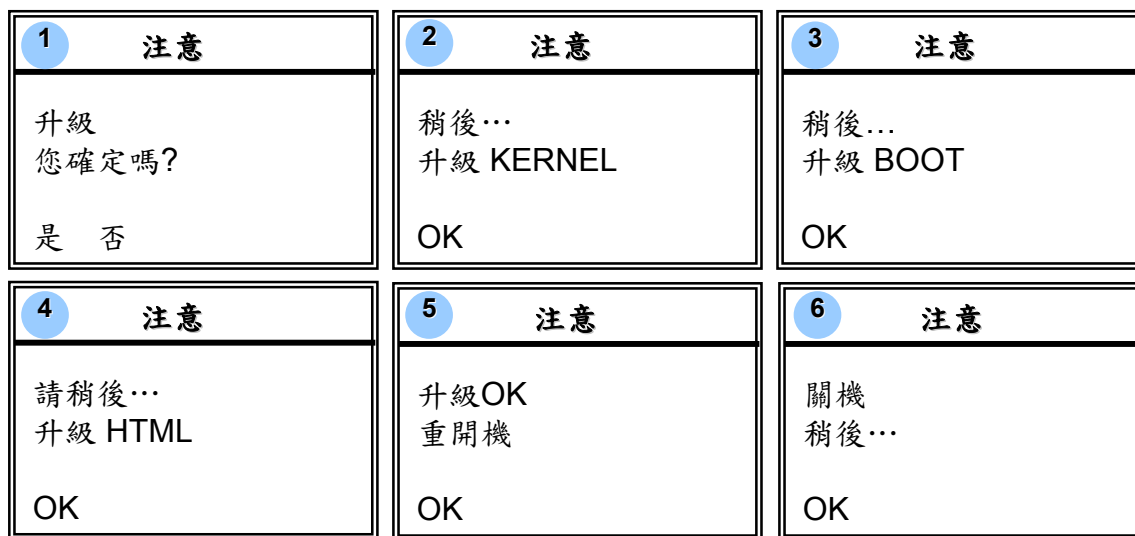 1 注意
升級
您確定嗎?
是 否
2 注意
稍後…
升級 KERNEL
OK
3 注意
稍後...
升級 BOOT
OK
4 注意
請稍後…
升級 HTML
OK
5 注意
升級OK
重開機
OK
6 注意
關機
稍後…
OK